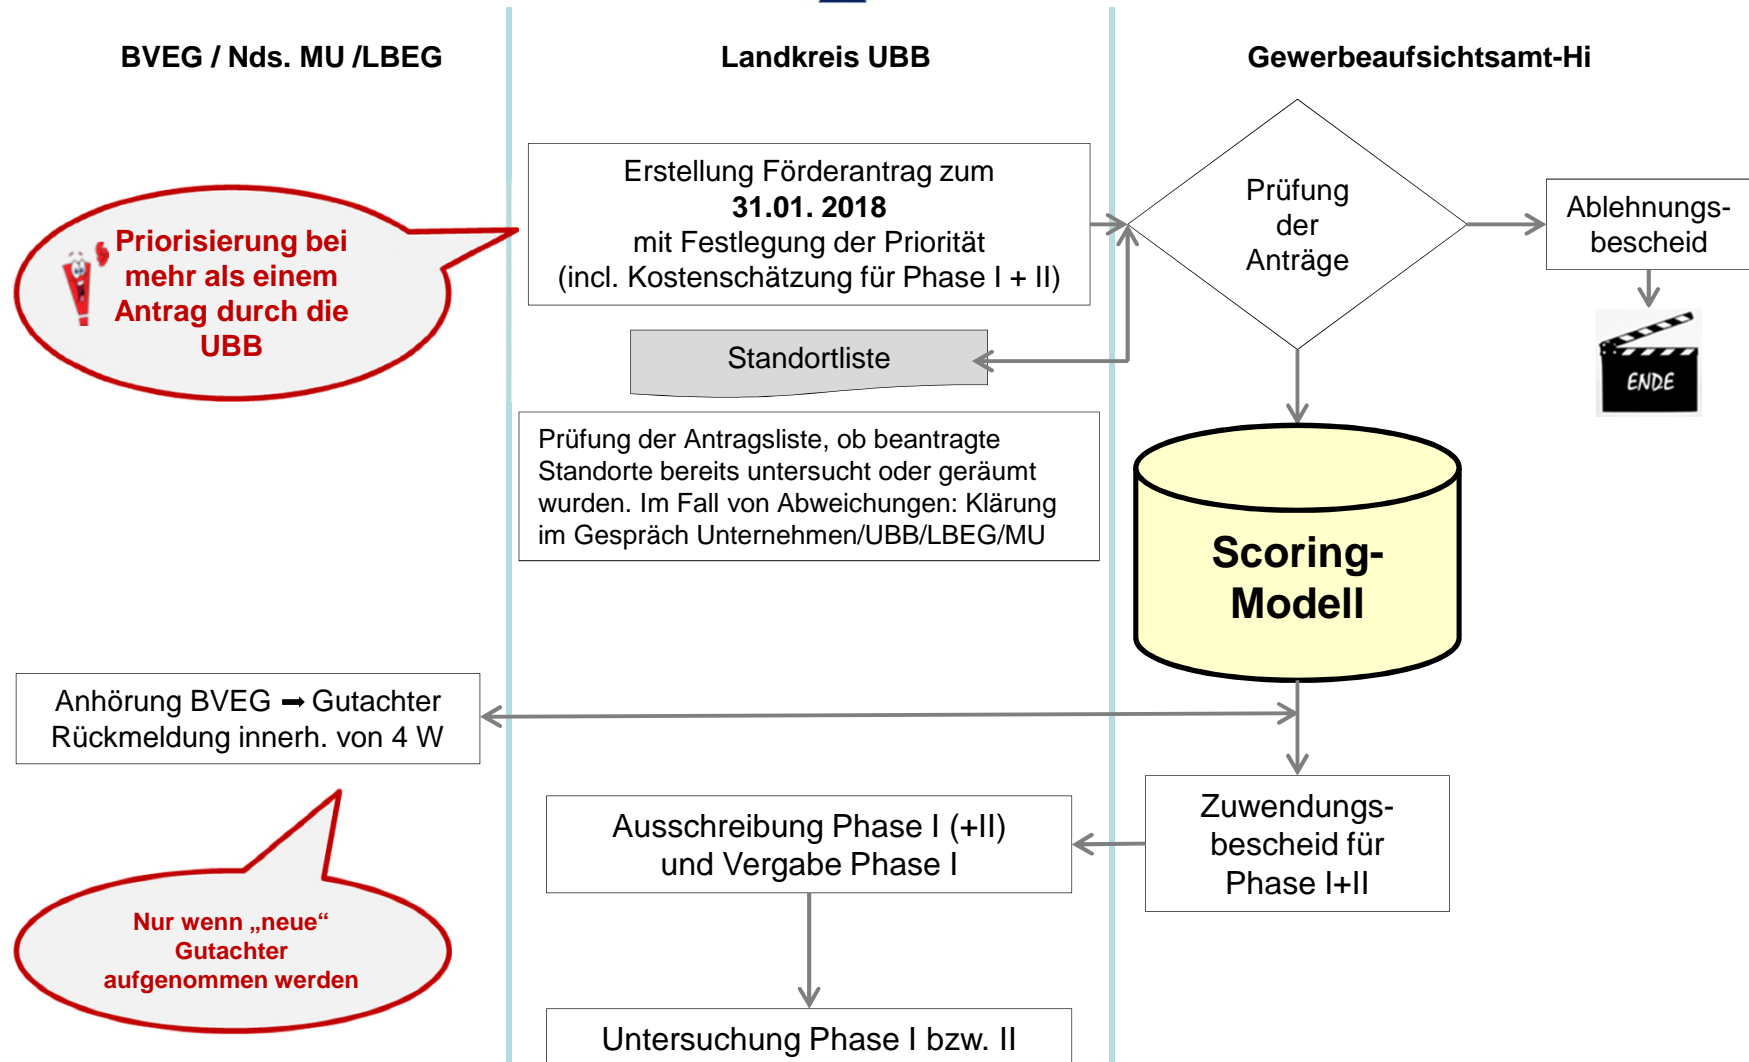 BVEG / Nds. MU /LBEG
Landkreis UBB
Gewerbeaufsichtsamt-Hi
Priorisierung bei
mehr als einem
Antrag durch die
UBB
Erstellung Förderantrag zum
31.01. 2018
mit Festlegung der Priorität
(incl. Kostenschätzung für Phase I + II)
Prüfung
der
Anträge
Ablehnungs-
bescheid
ENDE
Standortliste
Prüfung der Antragsliste, ob beantragte
Standorte bereits untersucht oder geräumt
wurden. Im Fall von Abweichungen: Klärung
im Gespräch Unternehmen/UBB/LBEG/MU
Scoring-
Modell
Anhörung BVEG ➞ Gutachter
Rückmeldung innerh. von 4 W
Zuwendungs-
bescheid für
Phase I+II
Ausschreibung Phase I (+II)
und Vergabe Phase I
Nur wenn „neue“
Gutachter
aufgenommen werden
Untersuchung Phase I bzw. II